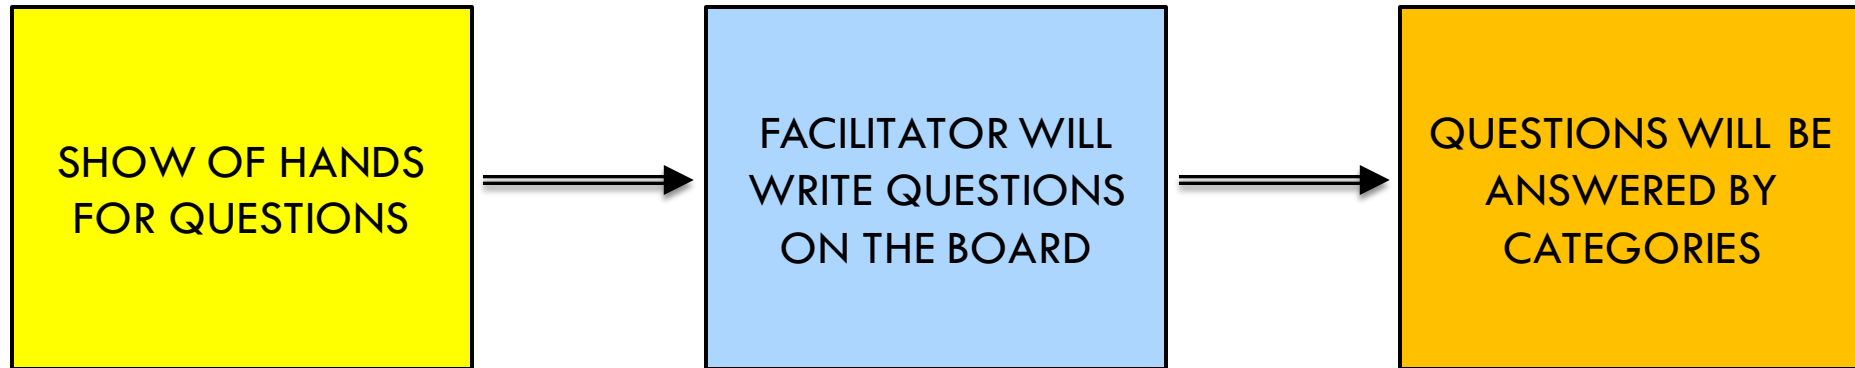 SHOW OF HANDS
FOR QUESTIONS
FACILITATOR WILL
WRITE QUESTIONS
ON THE BOARD
QUESTIONS WILL BE
ANSWERED BY
CATEGORIES